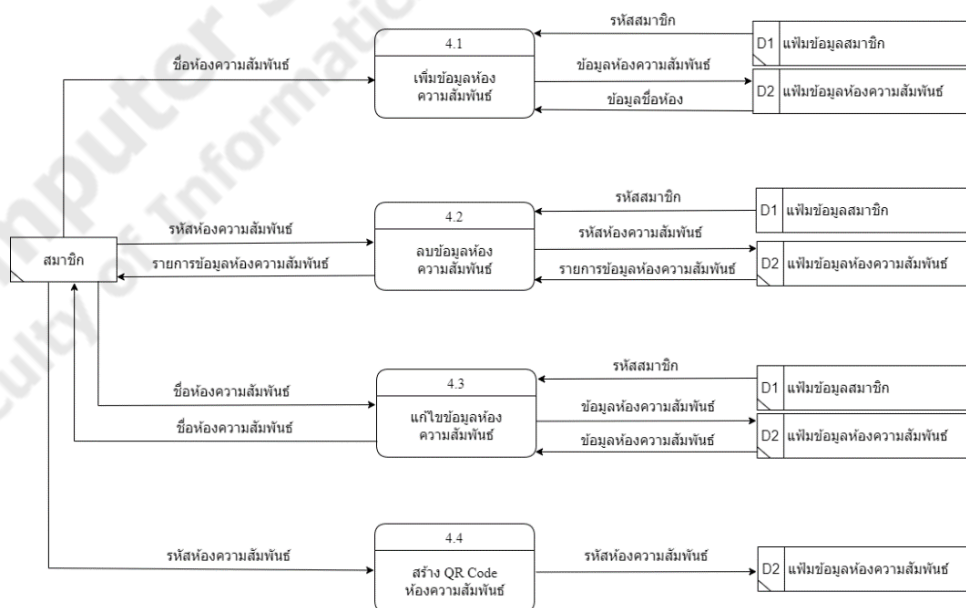 รหัสสมาชิก
4.1
D1 แฟ้มข้อมูลสมาชิก
ชื่อห้องความสัมพันธ์
เพิ่มข้อมูลห้อง
ความสัมพันธ์
ข้อมูลห้องความสัมพันธ์
D2 แฟ้มข้อมูลห้องความสัมพันธ์
ข้อมูลชื่อห้อง
รหัสสมาชิก
4.2
D1 แฟ้มข้อมูลสมาชิก
รหัสห้องความสัมพันธ์
รหัสห้องความสัมพันธ์
สมาชิก
ลบข้อมูลห้อง
ความสัมพันธ์
รายการข้อมูลห้องความสัมพันธ์
รายการข้อมูลห้องความสัมพันธ์
D2 แฟ้มข้อมูลห้องความสัมพันธ์
รหัสสมาชิก
4.3
D1 แฟ้มข้อมูลสมาชิก
ชื่อห้องความสัมพันธ์
ข้อมูลห้องความสัมพันธ์
แก้ไขข้อมูลห้อง
ความสัมพันธ์
ชื่อห้องความสัมพันธ์
ข้อมูลห้องความสัมพันธ์
D2 แฟ้มข้อมูลห้องความสัมพันธ์
4.4
รหัสห้องความสัมพันธ์
รหัสห้องความสัมพันธ์
สร้าง QR Code
ห้องความสัมพันธ์
D2 แฟ้มข้อมูลห้องความสัมพันธ์